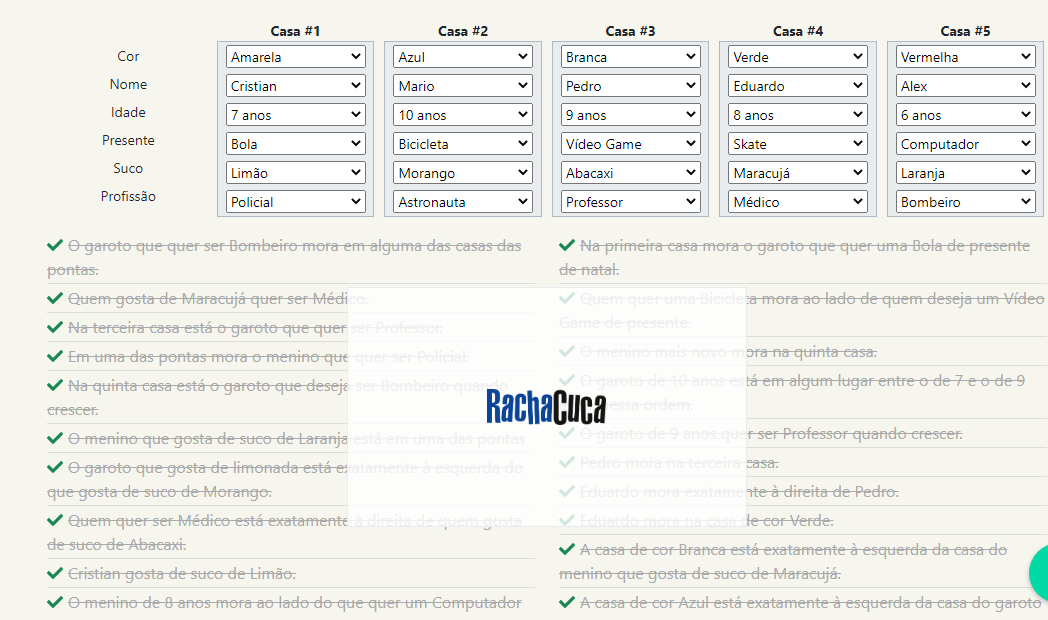 Casa #1 Casa #2 Casa #3 Casa #4 Casa #5
Cor Amarela Azul Branca Verde Vermelha
Nome Cristian Mario Pedro Eduardo Alex
Idade 7 anos 10 anos 9 anos 8 anos 6 anos
Presente Bola Bicicleta Vídeo Game Skate Computador
Suco Limão Morango Abacaxi Maracujá Laranja
Profissão Policial Astronauta Professor Médico Bombeiro
O garoto que quer ser Bombeiro mora em alguma das casas das
pontas.
Quem gosta de Maracujá quer ser Médico.
Na terceira casa está o garoto que quer ser Professor.
Em uma das pontas mora o menino que quer ser Policial.
Na quinta casa está o garoto que deseja ser Bombeiro quando
crescer.
O menino que gosta de suco de Laranja está em uma das pontas
O garoto que gosta de limonada está exatamente à esquerda do
que gosta de suco de Morango.
Quem quer ser Médico está exatamente à direita de quem gosta
de suco de Abacaxi.
Cristian gosta de suco de Limão.
O menino de 8 anos mora ao lado do que quer um Computador
Na primeira casa mora o garoto que quer uma Bola de presente
de natal.
Quem quer uma Bicicleta mora ao lado de quem deseja um Vídeo
Game de presente.
O menino mais novo mora na quinta casa.
O garoto de 10 anos está em algum lugar entre o de 7 e o de 9
nessa ordem.
O garoto de 9 anos quer ser Professor quando crescer.
Pedro mora na terceira casa.
Eduardo mora exatamente à direita de Pedro.
Eduardo mora na casa de cor Verde.
A casa de cor Branca está exatamente à esquerda da casa do
menino que gosta de suco de Maracujá.
A casa de cor Azul está exatamente à esquerda da casa do garoto
RachaCuca